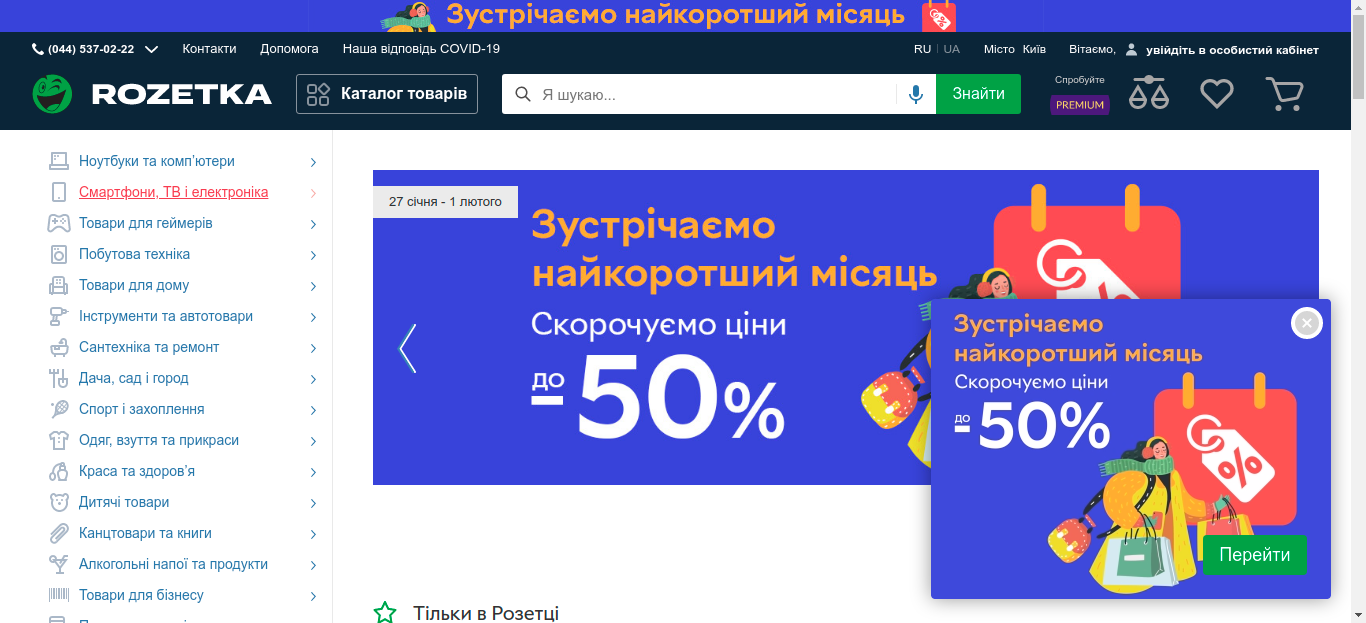 Зустрічаємо найкоротший місяць
(044) 537-02-22 Контакти Допомога Наша відповідь COVID-19 RU | UA Місто Київ Вітаємо, увійдіть в особистий кабінет
ROZETKA Каталог товарів Я шукаю... Знайти Спробуйте
PREMIUM
Ноутбуки та комп'ютери
Смартфони, ТВ і електроніка
Товари для геймерів
Побутова техніка
Товари для дому
Інструменти та автотовари
Сантехніка та ремонт
Дача, сад і город
Спорт і захоплення
Одяг, взуття та прикраси
Краса та здоров'я
Дитячі товари
Канцтовари та книги
Алкогольні напої та продукти
Товари для бізнесу
27 січня - 1 лютого
Зустрічаємо
найкоротший місяць
Скорочуємо ціни
до
-50%
%
Зустрічаємо
найкоротший місяць
Скорочуємо ціни
до
-50%
%
Перейти
Тільки в Розетці